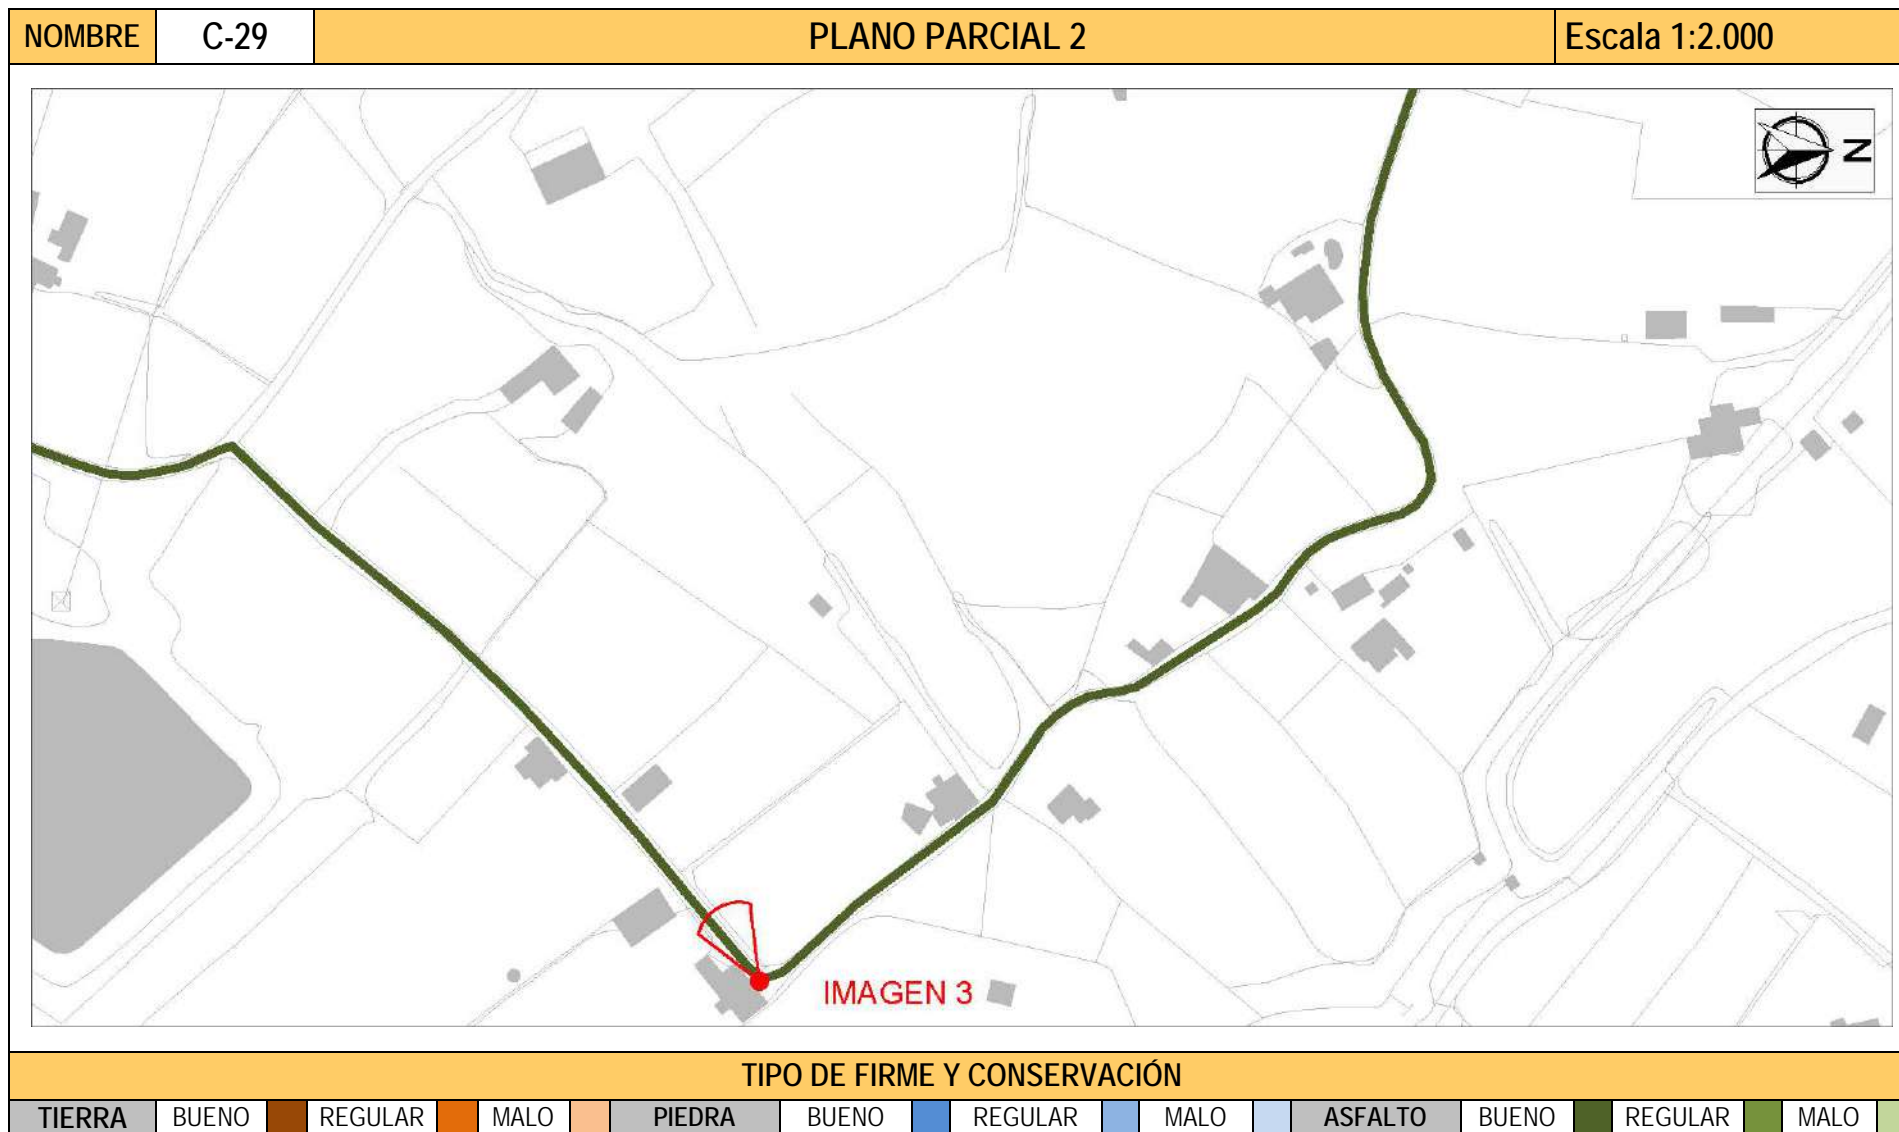 NOMBRE C-29 PLANO PARCIAL 2 Escala 1:2.000
N
IMAGEN 3
TIPO DE FIRME Y CONSERVACIÓN
TIERRA BUENO REGULAR MALO PIEDRA BUENO REGULAR MALO ASFALTO BUENO REGULAR MALO